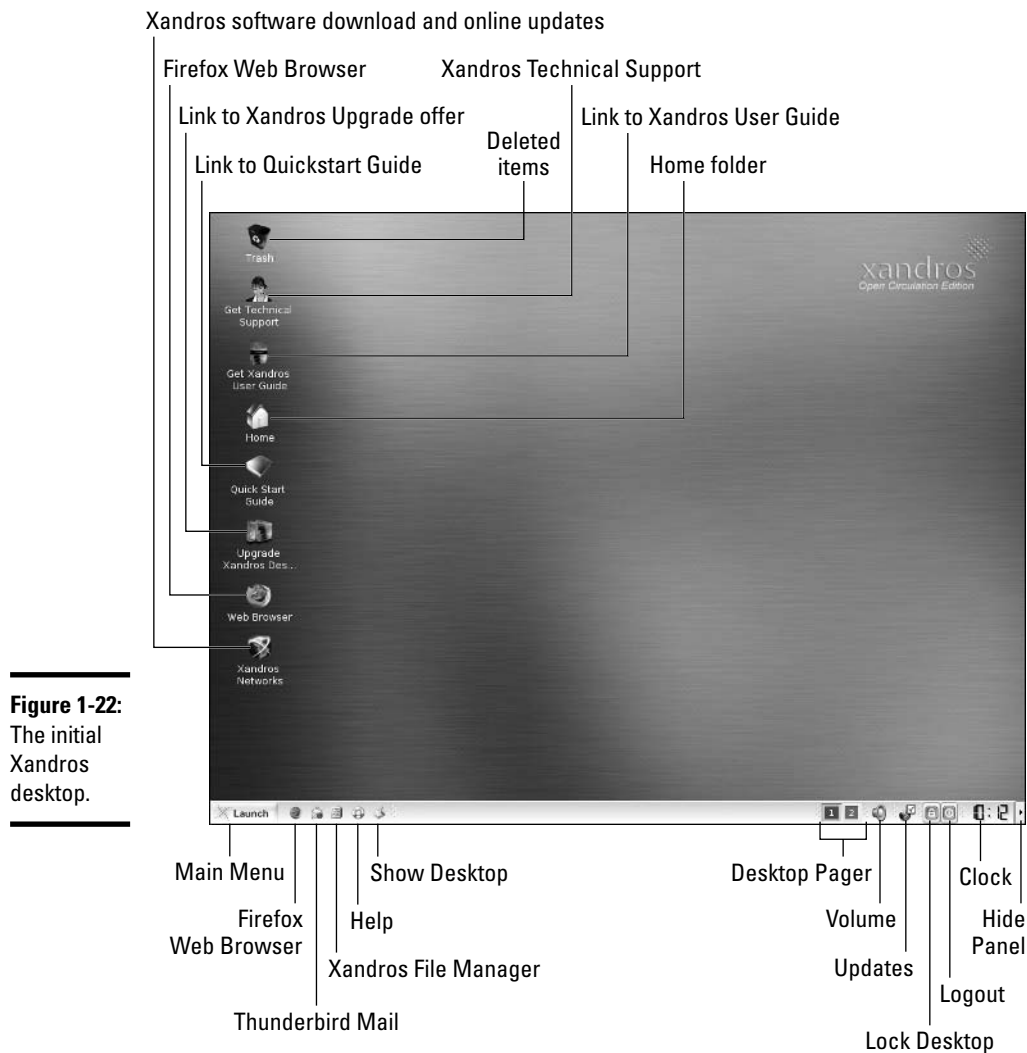 Xandros software download and online updates
Firefox Web Browser
Xandros Technical Support
Link to Xandros Upgrade offer
Link to Xandros User Guide
Deleted
items
Link to Quickstart Guide
Home folder
Trash
xandros
Open Circulation Edition
Get Technical
Support
Get Xandros
User Guide
Home
Quick Start
Guide
Upgrade
Xandros Des...
Web Browser
Xandros
Networks
Figure 1-22:
The initial
Xandros
desktop.
Launch
1 2
0:12
Main Menu
Show Desktop
Desktop Pager
Clock
Firefox
Web Browser
Help
Volume
Hide
Panel
Xandros File Manager
Updates
Logout
Thunderbird Mail
Lock Desktop